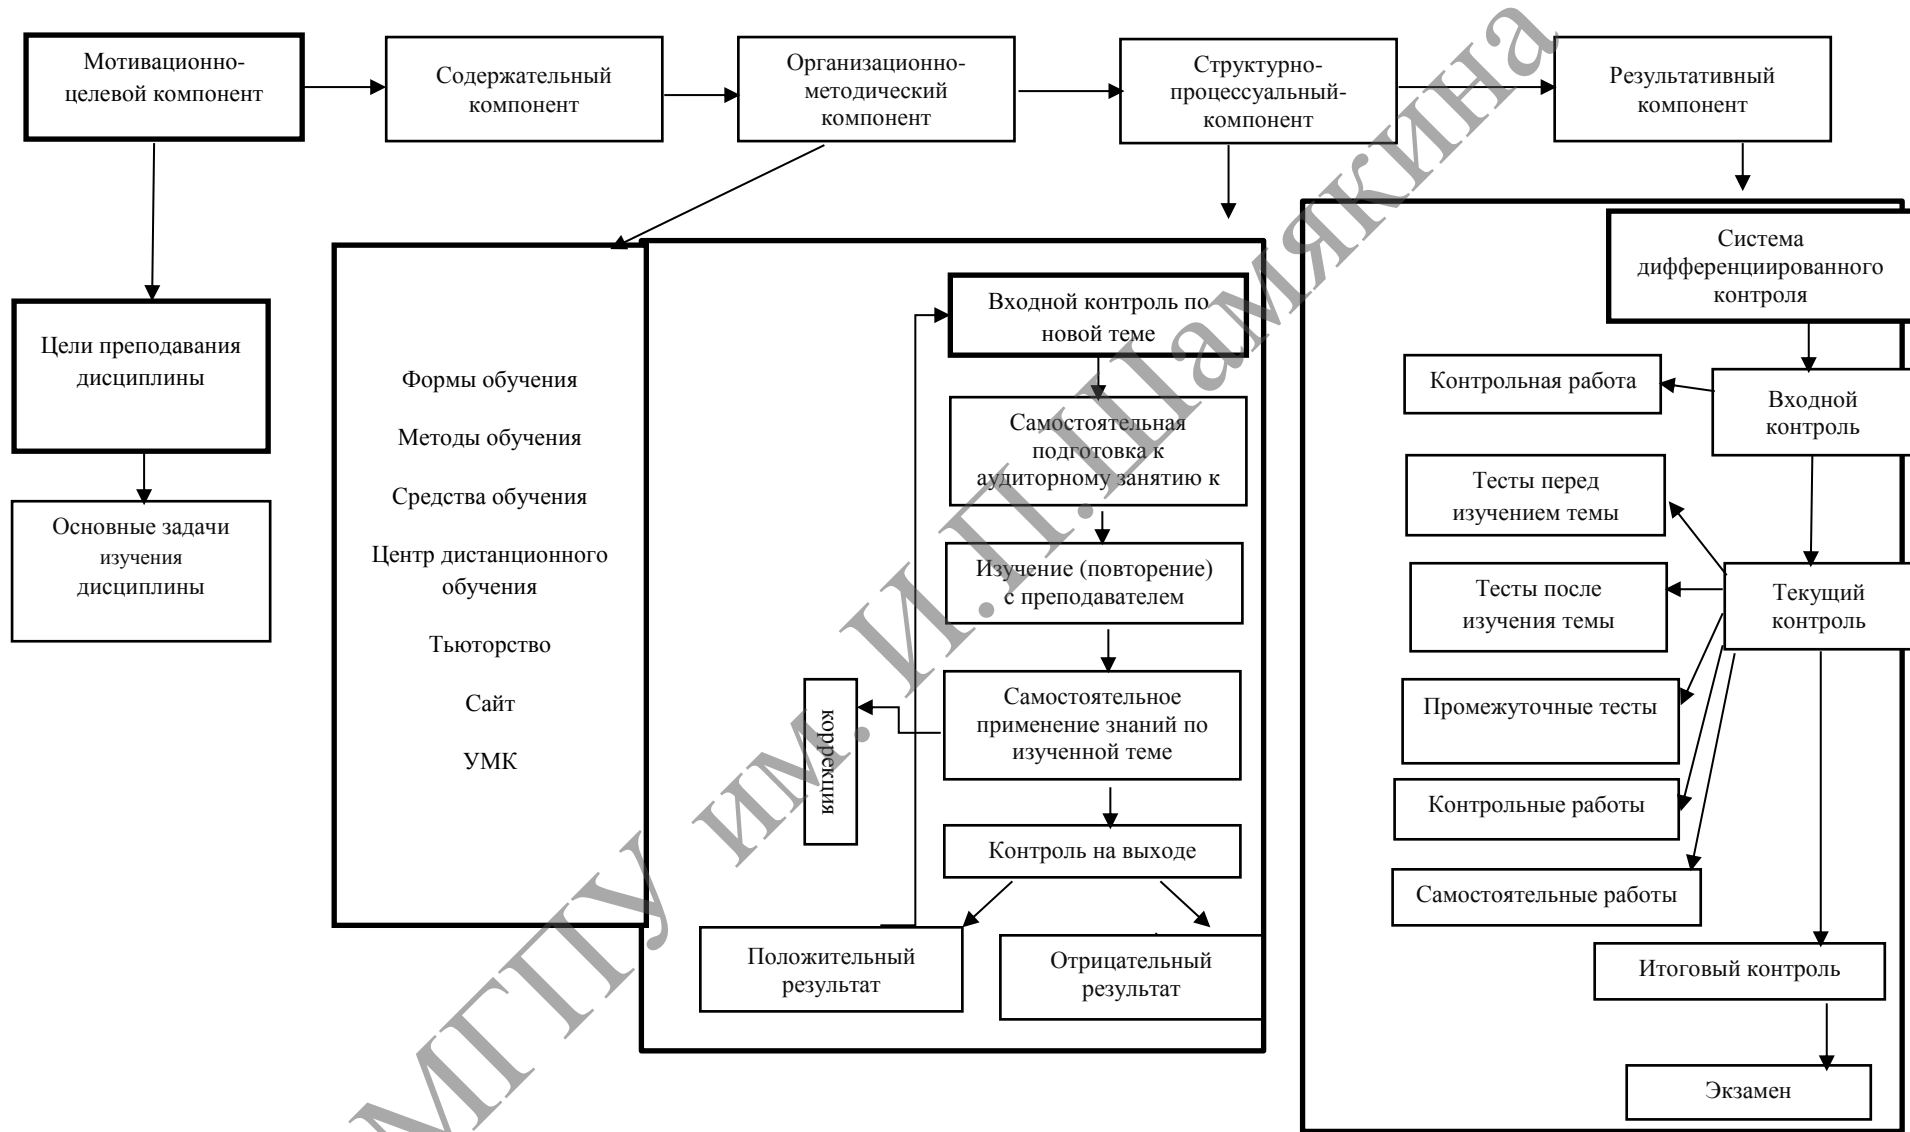 Мотивационно-
целевой компонент
Содержательный
компонент
Организационно-
методический
компонент
Структурно-
процессуальный-
компонент
Результативный
компонент
Цели преподавания
дисциплины
Основные задачи
изучения
дисциплины
Формы обучения
Методы обучения
Средства обучения
Центр дистанционного
обучения
Тьюторство
Сайт
УМК
Входной контроль по
новой теме
Самостоятельная
подготовка к
аудиторному занятию к
Изучение (повторение)
с преподавателем
Самостоятельное
применение знаний по
изученной теме
коррекция
Контроль на выходе
Положительный
результат
Отрицательный
результат
Система
дифференциированного
контроля
Входной
контроль
Контрольная работа
Тесты перед
изучением темы
Текущий
контроль
Тесты после
изучения темы
Промежуточные тесты
Контрольные работы
Самостоятельные работы
Итоговый контроль
Экзамен
МГПУ им. И.П.Шамякина